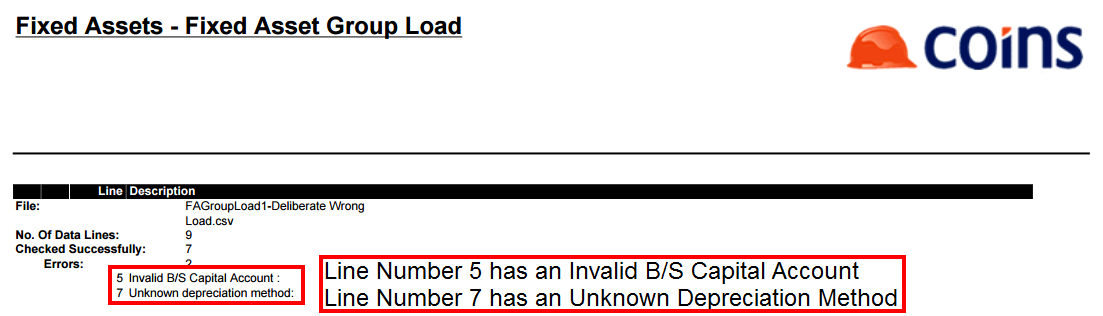 Fixed Assets - Fixed Asset Group Load
coins
Line Description
File: FAGroupLoad1-Deliberate Wrong
Load.csv
No. Of Data Lines: 9
Checked Successfully: 7
Errors: 2
5 Invalid B/S Capital Account :
7 Unknown depreciation method:
Line Number 5 has an Invalid B/S Capital Account
Line Number 7 has an Unknown Depreciation Method